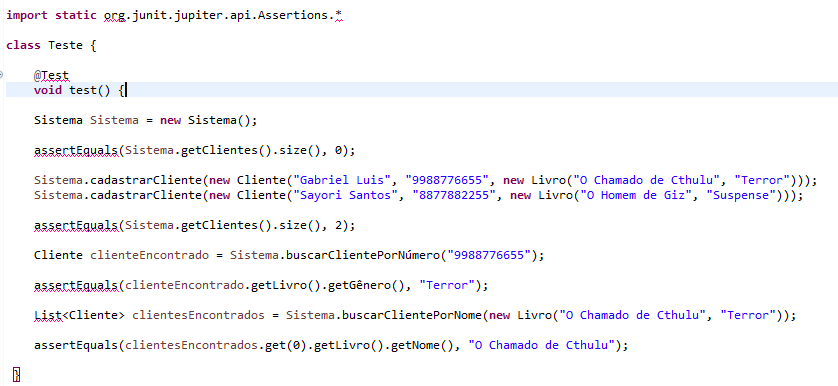 import static org.junit.jupiter.api.Assertions.*
class Teste {
@Test
void test() {
Sistema Sistema = new Sistema();
assertEquals(Sistema.getClientes().size(), 0);
Sistema.cadastrarCliente(new Cliente("Gabriel Luis", "9988776655", new Livro("O Chamado de Cthulu", "Terror")));
Sistema.cadastrarCliente(new Cliente("Sayori Santos", "8877882255", new Livro("O Homem de Giz", "Suspense")));
assertEquals(Sistema.getClientes().size(), 2);
Cliente clienteEncontrado = Sistema.buscarClientePorNúmero("9988776655");
assertEquals(clienteEncontrado.getLivro().getGênero(), "Terror");
List<Cliente> clientesEncontrados = Sistema.buscarClientePorNome(new Livro("O Chamado de Cthulu", "Terror"));
assertEquals(clientesEncontrados.get(0).getLivro().getNome(), "O Chamado de Cthulu");
}